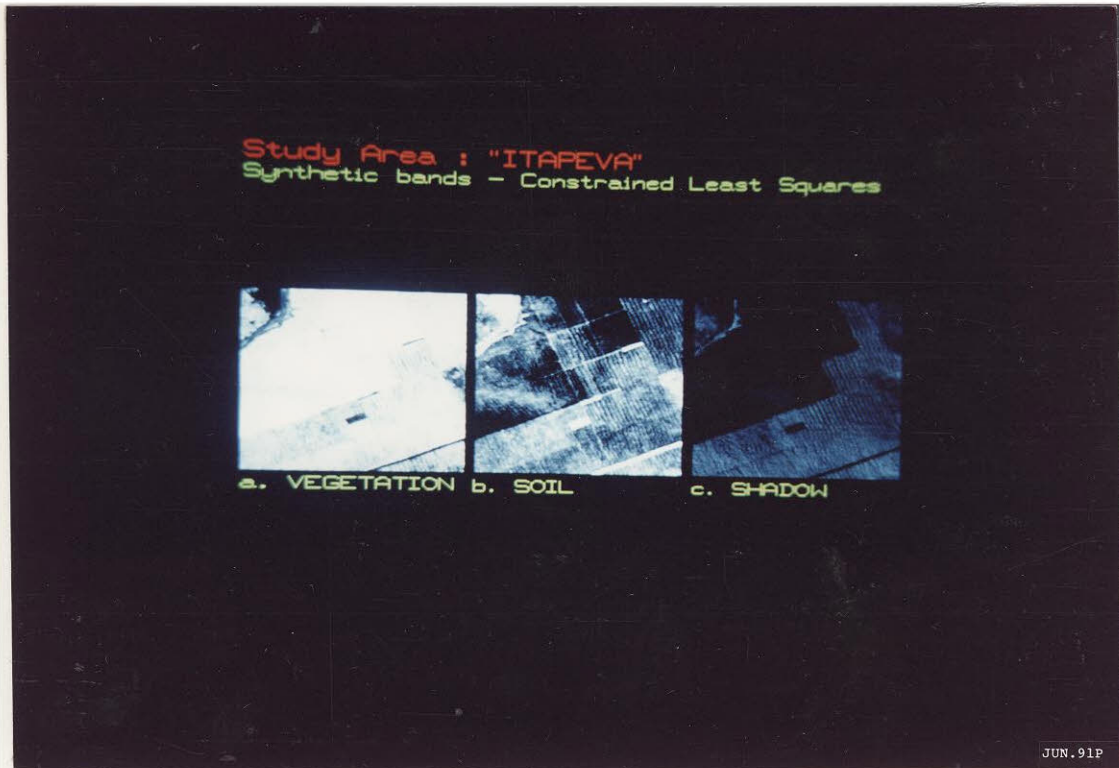 Study Area : "ITAPEVA"
Synthetic bands - Constrained Least Squares
a. VEGETATION b. SOIL c. SHADOW
JUN.91P